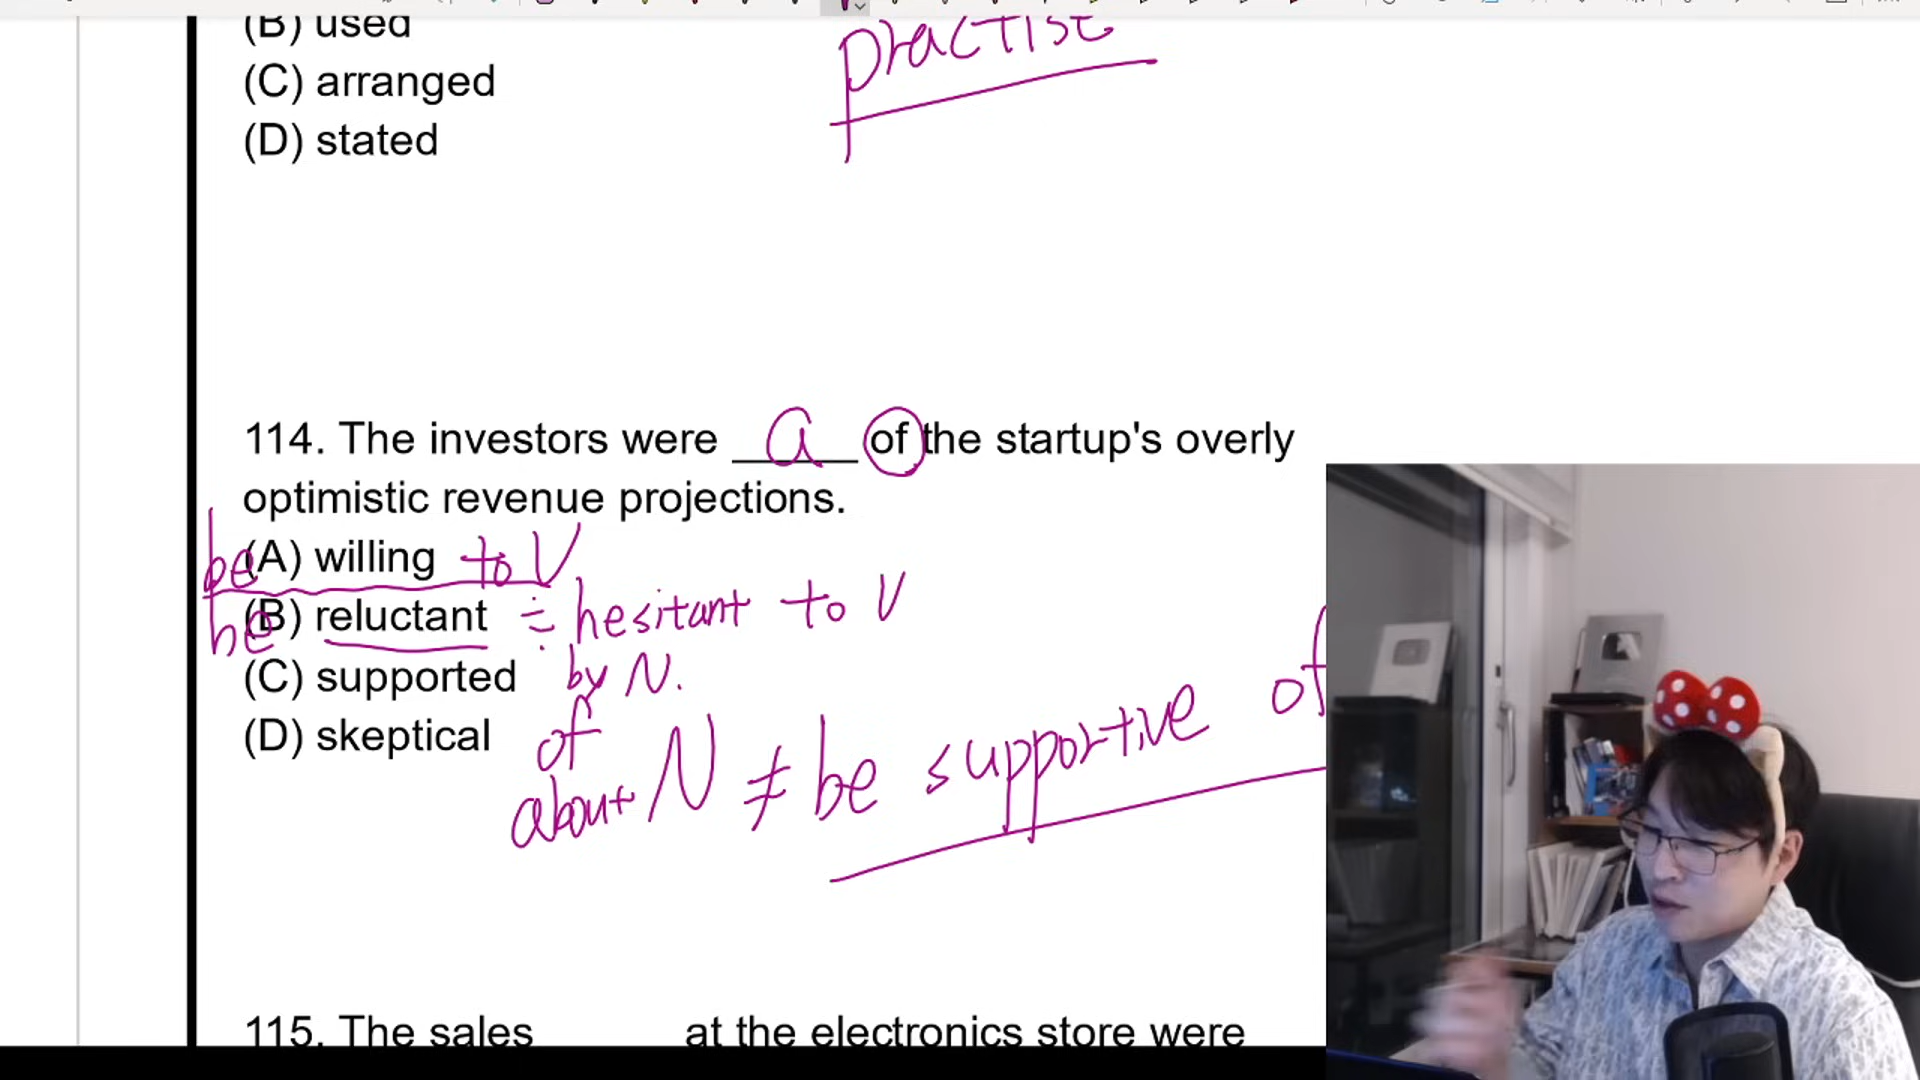 (B) used
practise
(C) arranged
(D) stated
114. The investors were a of the startup's overly
optimistic revenue projections.
be (A) willing to V
be (B) reluctant ≒ hesitant to V
(C) supported by N.
(D) skeptical of
about N ≠ be supportive of
115. The sales at the electronics store were